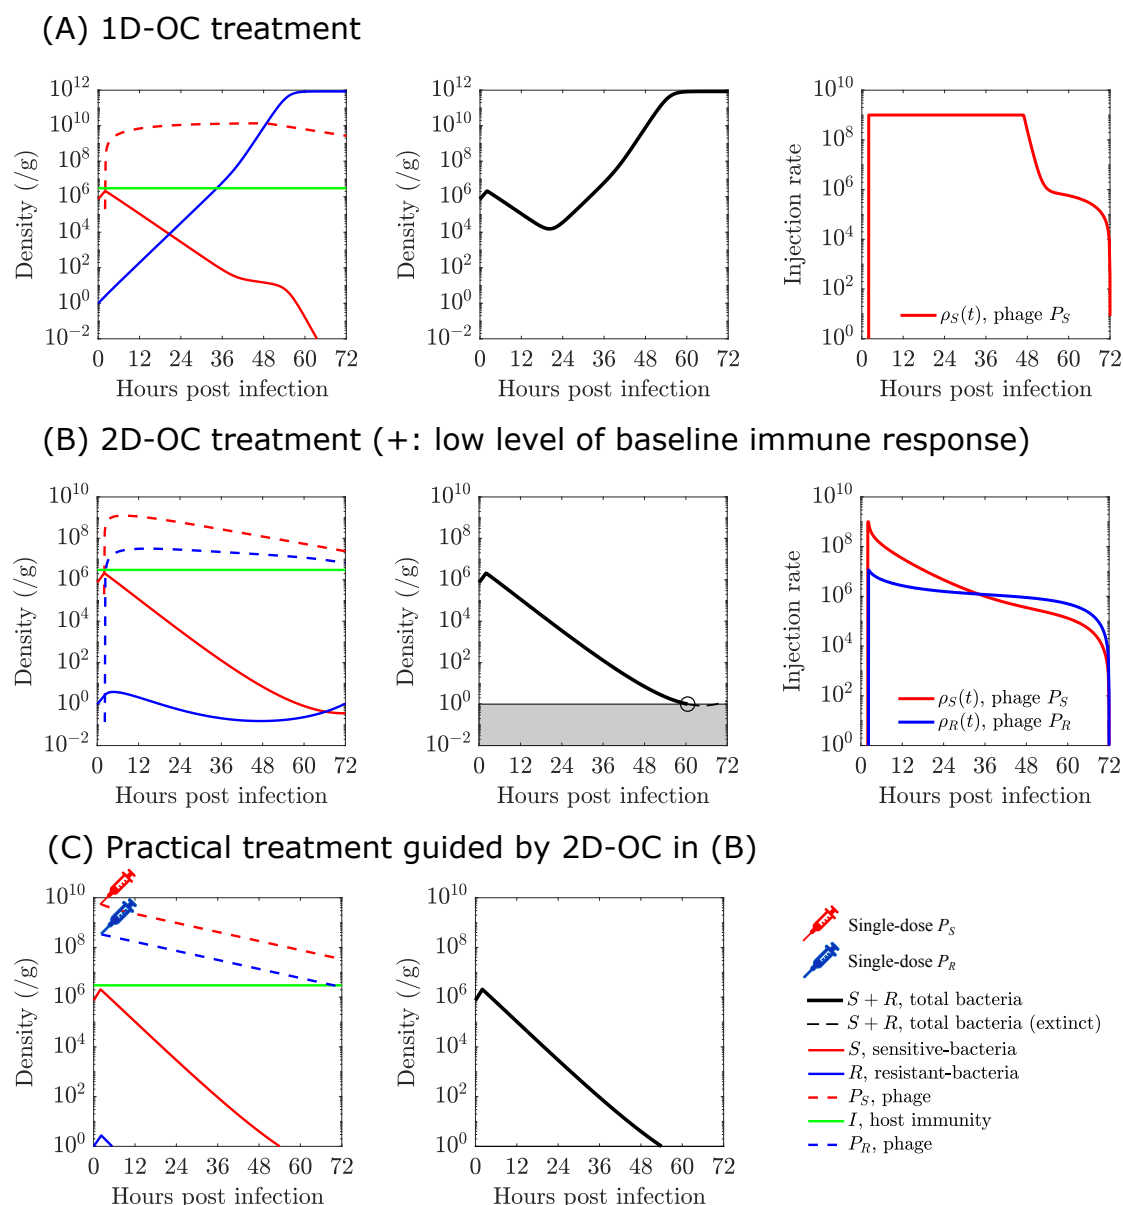 (A) 1D-OC treatment
10^12
10^10
10^8
10^6
10^4
10^2
10^0
10^-2
Density (/g)
0 12 24 36 48 60 72
Hours post infection
10^12
10^10
10^8
10^6
10^4
10^2
10^0
10^-2
Density (/g)
0 12 24 36 48 60 72
Hours post infection
10^10
10^8
10^6
10^4
10^2
10^0
Injection rate
ρ_S(t), phage P_S
0 12 24 36 48 60 72
Hours post infection
(B) 2D-OC treatment (+: low level of baseline immune response)
10^10
10^8
10^6
10^4
10^2
10^0
10^-2
Density (/g)
0 12 24 36 48 60 72
Hours post infection
10^10
10^8
10^6
10^4
10^2
10^0
10^-2
Density (/g)
0 12 24 36 48 60 72
Hours post infection
10^10
10^8
10^6
10^4
10^2
10^0
Injection rate
ρ_S(t), phage P_S
ρ_R(t), phage P_R
0 12 24 36 48 60 72
Hours post infection
(C) Practical treatment guided by 2D-OC in (B)
10^10
10^8
10^6
10^4
10^2
10^0
Density (/g)
0 12 24 36 48 60 72
Hours post infection
10^10
10^8
10^6
10^4
10^2
10^0
Density (/g)
0 12 24 36 48 60 72
Hours post infection
Single-dose P_S
Single-dose P_R
S + R, total bacteria
S + R, total bacteria (extinct)
S, sensitive-bacteria
R, resistant-bacteria
P_S, phage
I, host immunity
P_R, phage